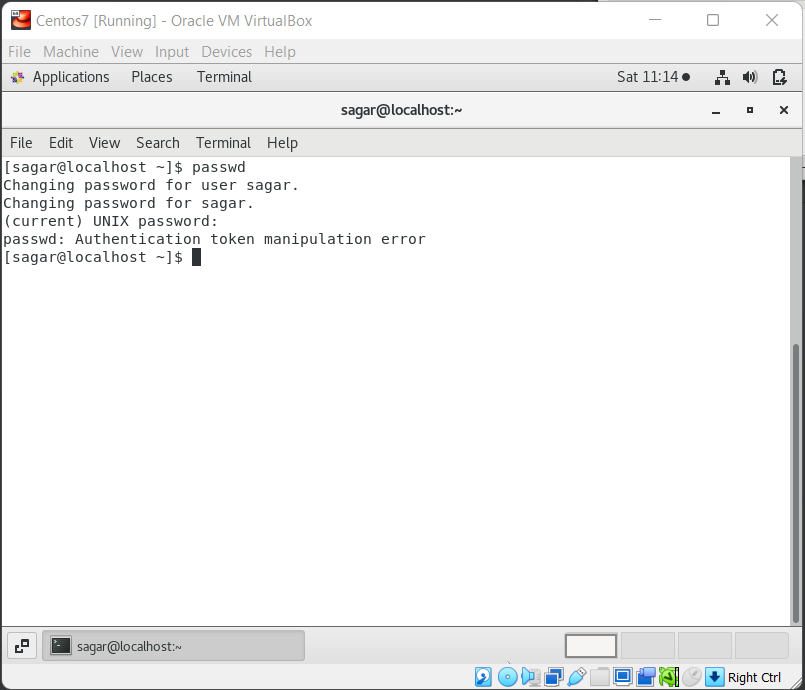 Centos7 [Running] - Oracle VM VirtualBox
File Machine View Input Devices Help
Applications Places Terminal Sat 11:14
sagar@localhost:~
File Edit View Search Terminal Help
[sagar@localhost ~]$ passwd
Changing password for user sagar.
Changing password for sagar.
(current) UNIX password:
passwd: Authentication token manipulation error
[sagar@localhost ~]$
sagar@localhost:~
Right Ctrl